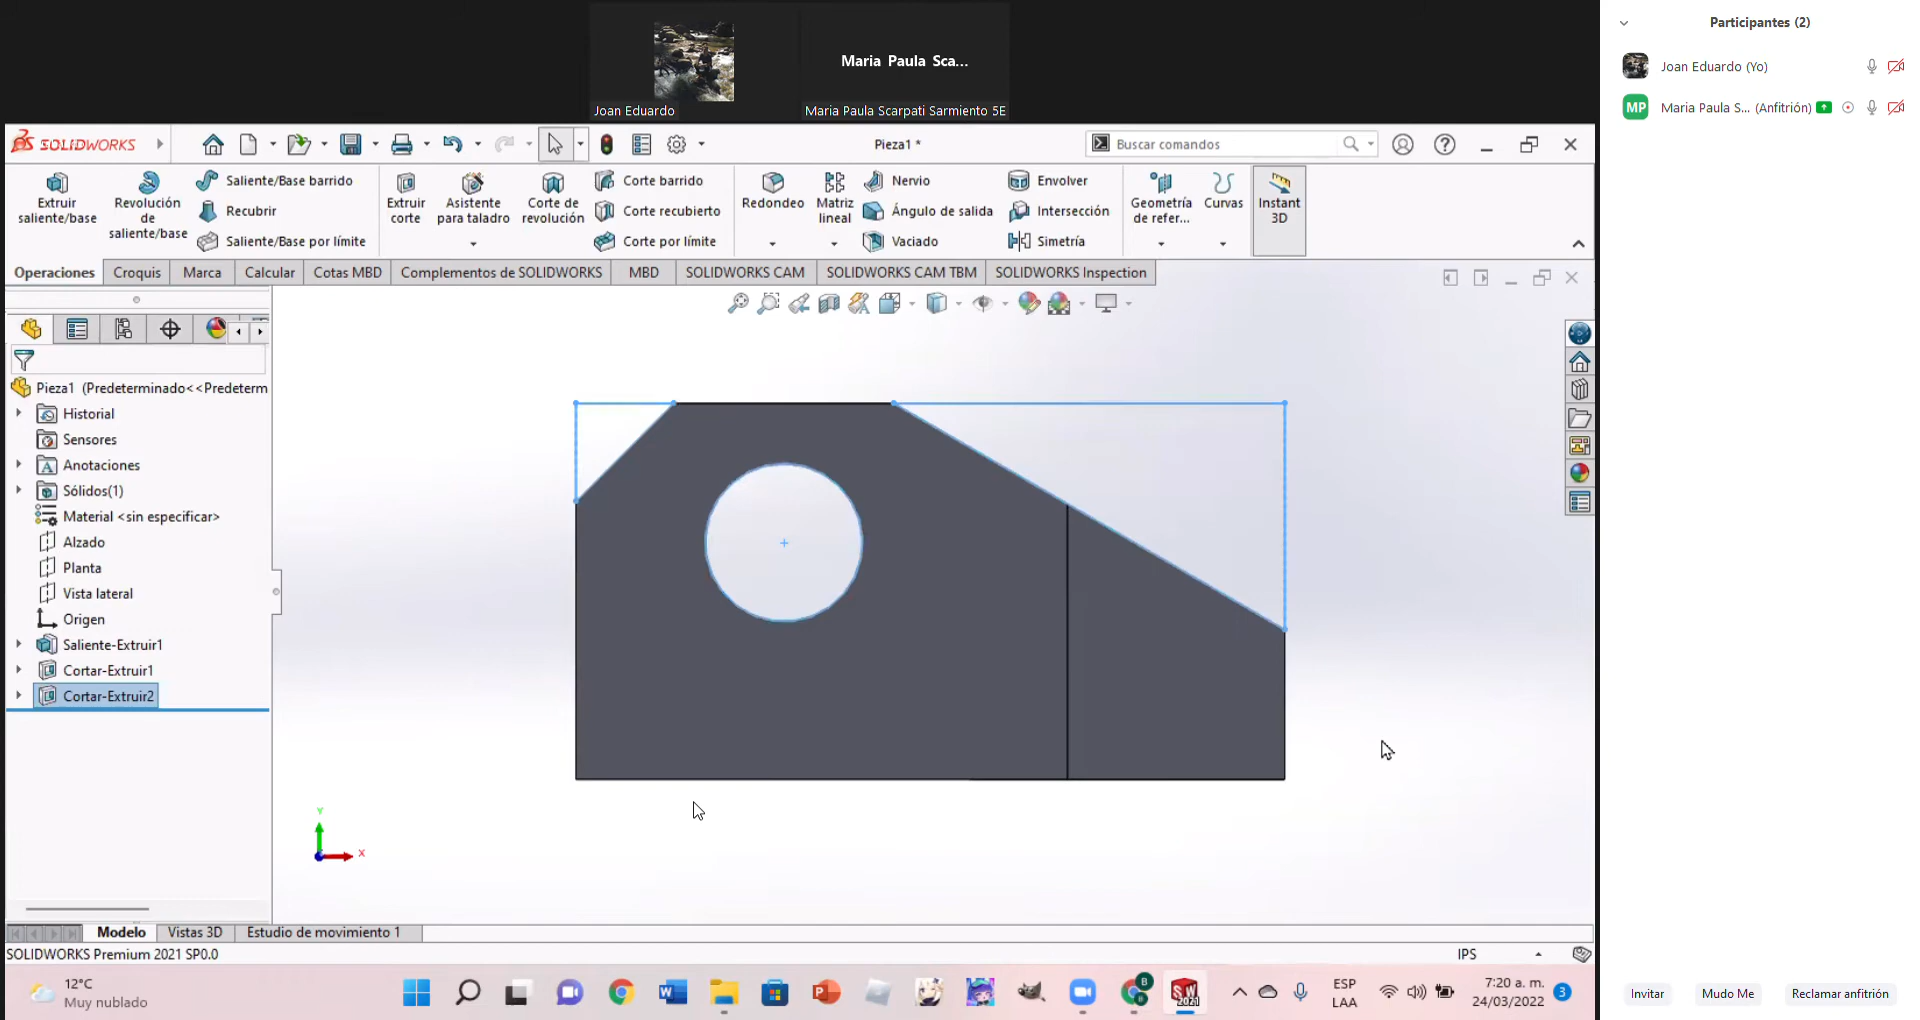 Maria Paula Sca...
Joan Eduardo
Maria Paula Scarpati Sarmiento 5E
Participantes (2)
Joan Eduardo (Yo)
MP
Maria Paula S... (Anfitrión)
SOLIDWORKS
Pieza1 *
Buscar comandos
Extruir saliente/base
Revolución de saliente/base
Saliente/Base barrido
Recubrir
Saliente/Base por límite
Extruir corte
Asistente para taladro
Corte de revolución
Corte barrido
Corte recubierto
Corte por límite
Redondeo
Matriz lineal
Nervio
Ángulo de salida
Vaciado
Envolver
Intersección
Simetría
Geometría de refer...
Curvas
Instant 3D
Operaciones
Croquis
Marca
Calcular
Cotas MBD
Complementos de SOLIDWORKS
MBD
SOLIDWORKS CAM
SOLIDWORKS CAM TBM
SOLIDWORKS Inspection
Pieza1 (Predeterminado<<Predeterm
Historial
Sensores
Anotaciones
Sólidos(1)
Material <sin especificar>
Alzado
Planta
Vista lateral
Origen
Saliente-Extruir1
Cortar-Extruir1
Cortar-Extruir2
Y
X
Modelo
Vistas 3D
Estudio de movimiento 1
SOLIDWORKS Premium 2021 SP0.0
IPS
12°C
Muy nublado
B
SW
2021
ESP
LAA
7:20 a. m.
24/03/2022
3
Invitar
Mudo Me
Reclamar anfitrión